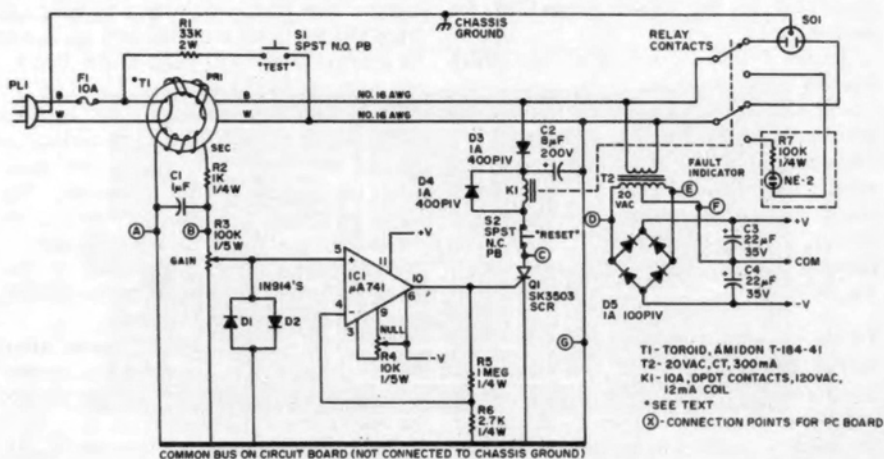 R1
33K
2W
S1
SPST N.O. PB
"TEST"
CHASSIS
GROUND
SO1
RELAY
CONTACTS
PL1
F1
10A
*T1
PRI
B
W
B
W
NO. 16 AWG
NO. 16 AWG
SEC
D3
1A
400PIV
C2
8μF
200V
D4
1A
400PIV
K1
T2
20
VAC
FAULT
INDICATOR
R7
100K
1/4W
NE-2
C1
1μF
R2
1K
1/4W
A
B
R3
100K
1/5W
GAIN
S2
SPST
N.C.
PB
"RESET"
C
D
E
F
G
+V
C3
22μF
35V
COM
C4
22μF
35V
-V
D5
1A 100PIV
IN914'S
D1
D2
IC1
μA741
5
+
4
-
3
9
11
10
6
+V
-V
NULL
R4
10K
1/5W
Q1
SK3503
SCR
R5
1MEG
1/4W
R6
2.7K
1/4W
T1-TOROID, AMIDON T-184-41
T2-20VAC, CT, 300mA
K1-10A, DPDT CONTACTS, 120VAC,
12mA COIL
*SEE TEXT
X-CONNECTION POINTS FOR PC BOARD
COMMON BUS ON CIRCUIT BOARD (NOT CONNECTED TO CHASSIS GROUND)